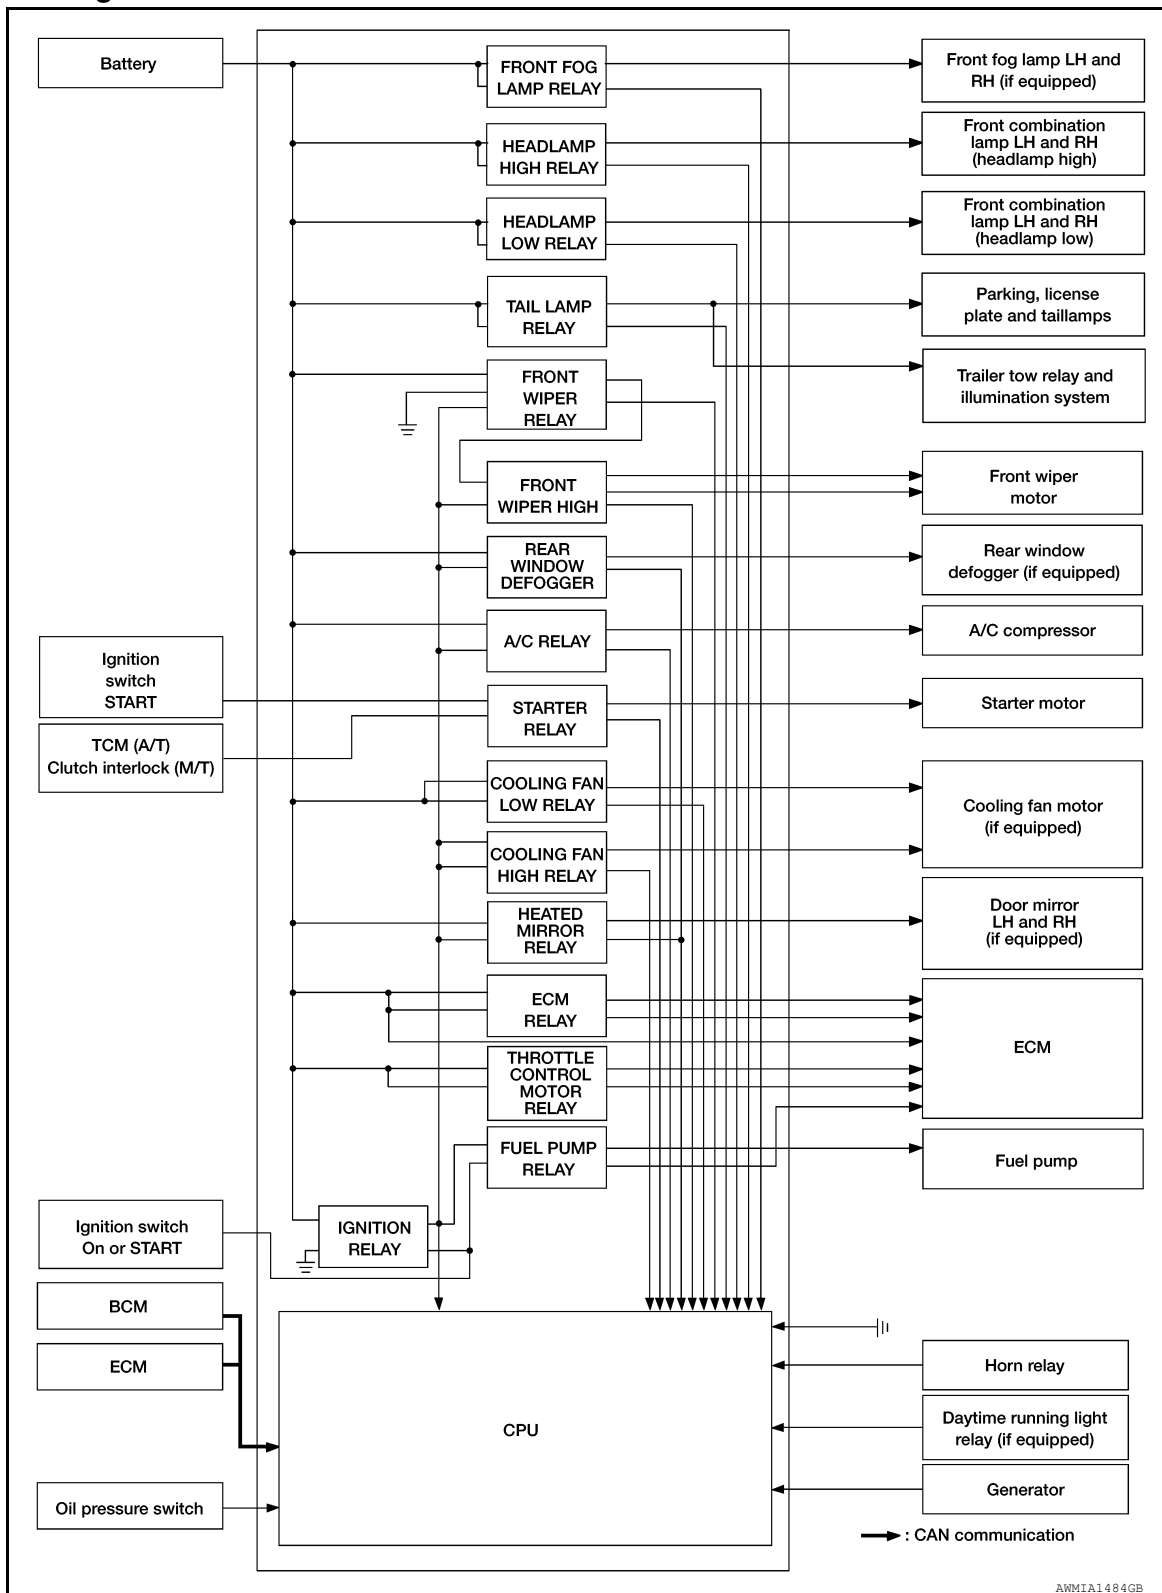 Battery
FRONT FOG
LAMP RELAY
Front fog lamp LH and
RH (if equipped)
HEADLAMP
HIGH RELAY
Front combination
lamp LH and RH
(headlamp high)
HEADLAMP
LOW RELAY
Front combination
lamp LH and RH
(headlamp low)
TAIL LAMP
RELAY
Parking, license
plate and taillamps
FRONT
WIPER
RELAY
Trailer tow relay and
illumination system
FRONT
WIPER HIGH
Front wiper
motor
REAR
WINDOW
DEFOGGER
Rear window
defogger (if equipped)
A/C RELAY
A/C compressor
Ignition
switch
START
STARTER
RELAY
Starter motor
TCM (A/T)
Clutch interlock (M/T)
COOLING FAN
LOW RELAY
Cooling fan motor
(if equipped)
COOLING FAN
HIGH RELAY
HEATED
MIRROR
RELAY
Door mirror
LH and RH
(if equipped)
ECM
RELAY
ECM
THROTTLE
CONTROL
MOTOR
RELAY
FUEL PUMP
RELAY
Fuel pump
Ignition switch
On or START
IGNITION
RELAY
BCM
ECM
CPU
Horn relay
Daytime running light
relay (if equipped)
Generator
Oil pressure switch
: CAN communication
AWMIA1484GB